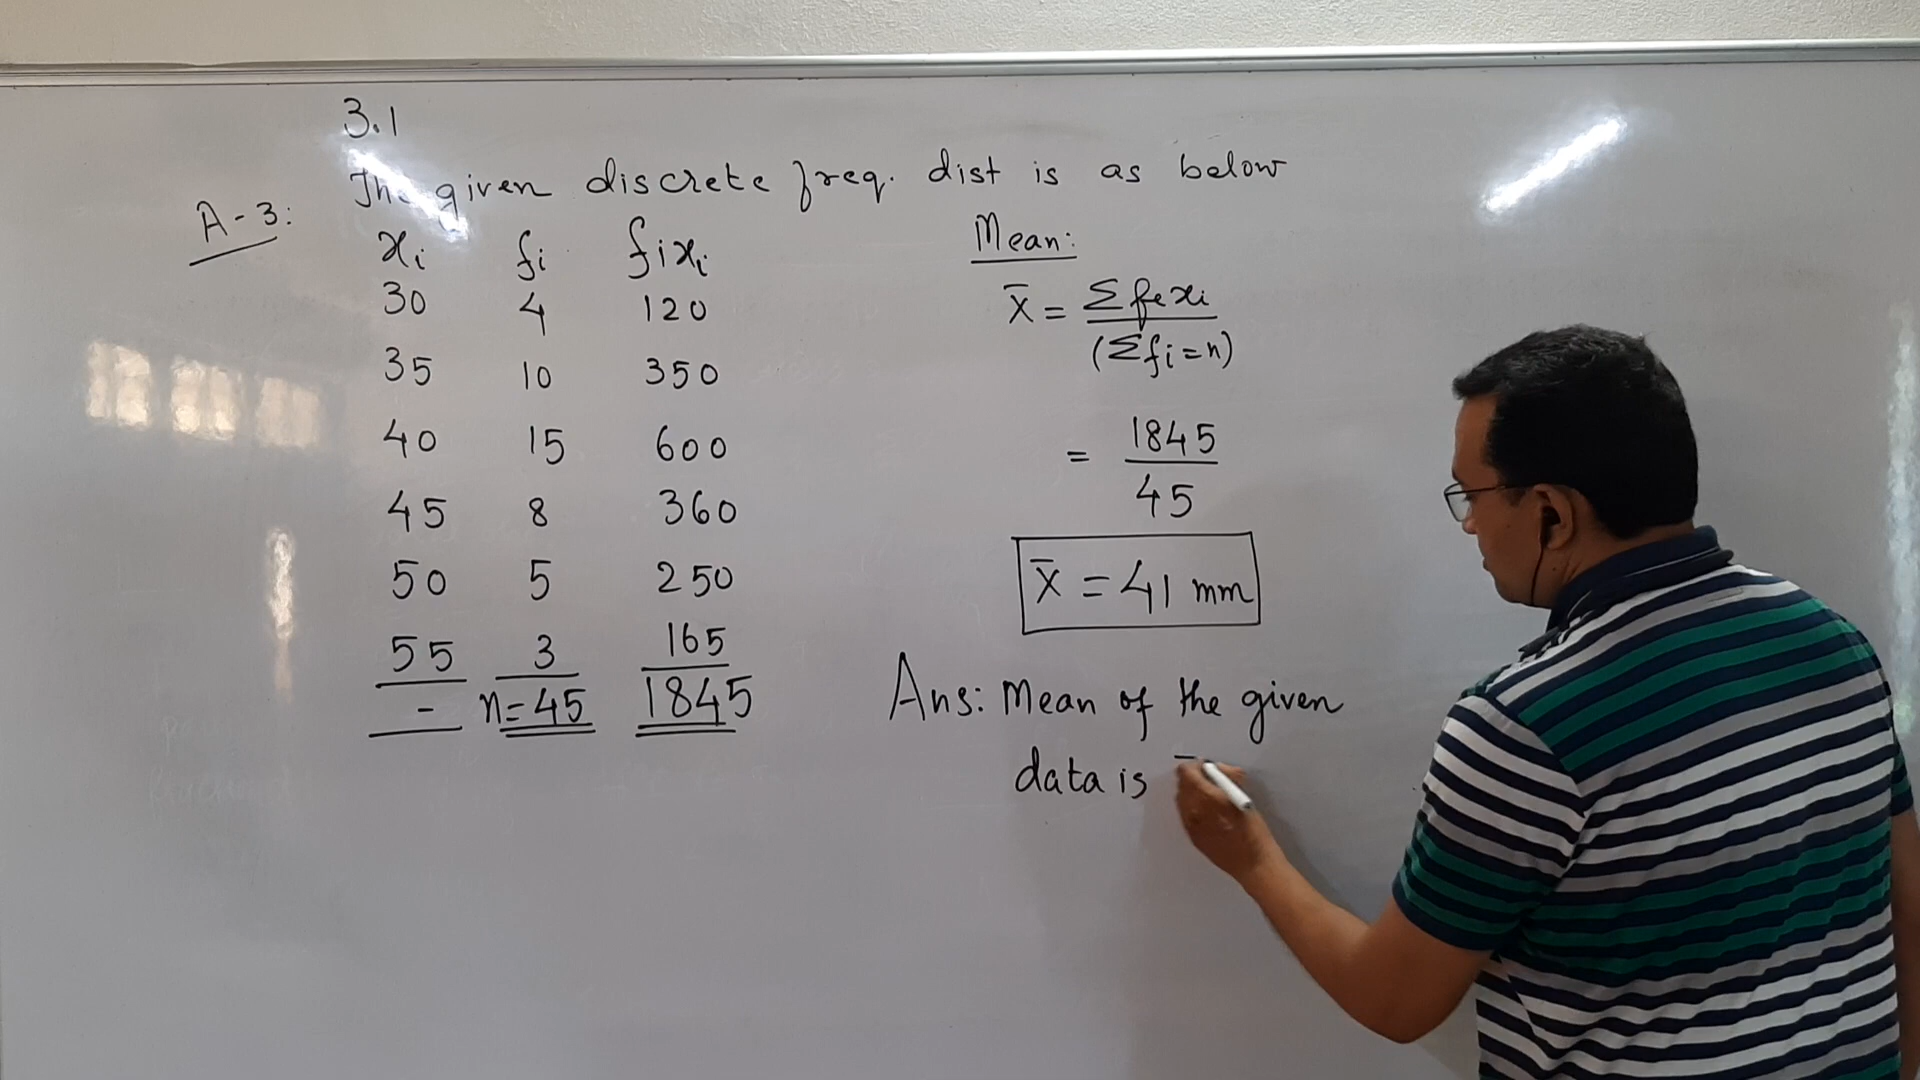 3.1
The given discrete freq. dist is as below
A-3:
xi fi fixi
30 4 120
35 10 350
40 15 600
45 8 360
50 5 250
55 3 165
- n=45 1845
Mean:
x̄ = Σfixi
(Σfi=n)
= 1845
45
x̄ = 41 mm
Ans: Mean of the given
data is